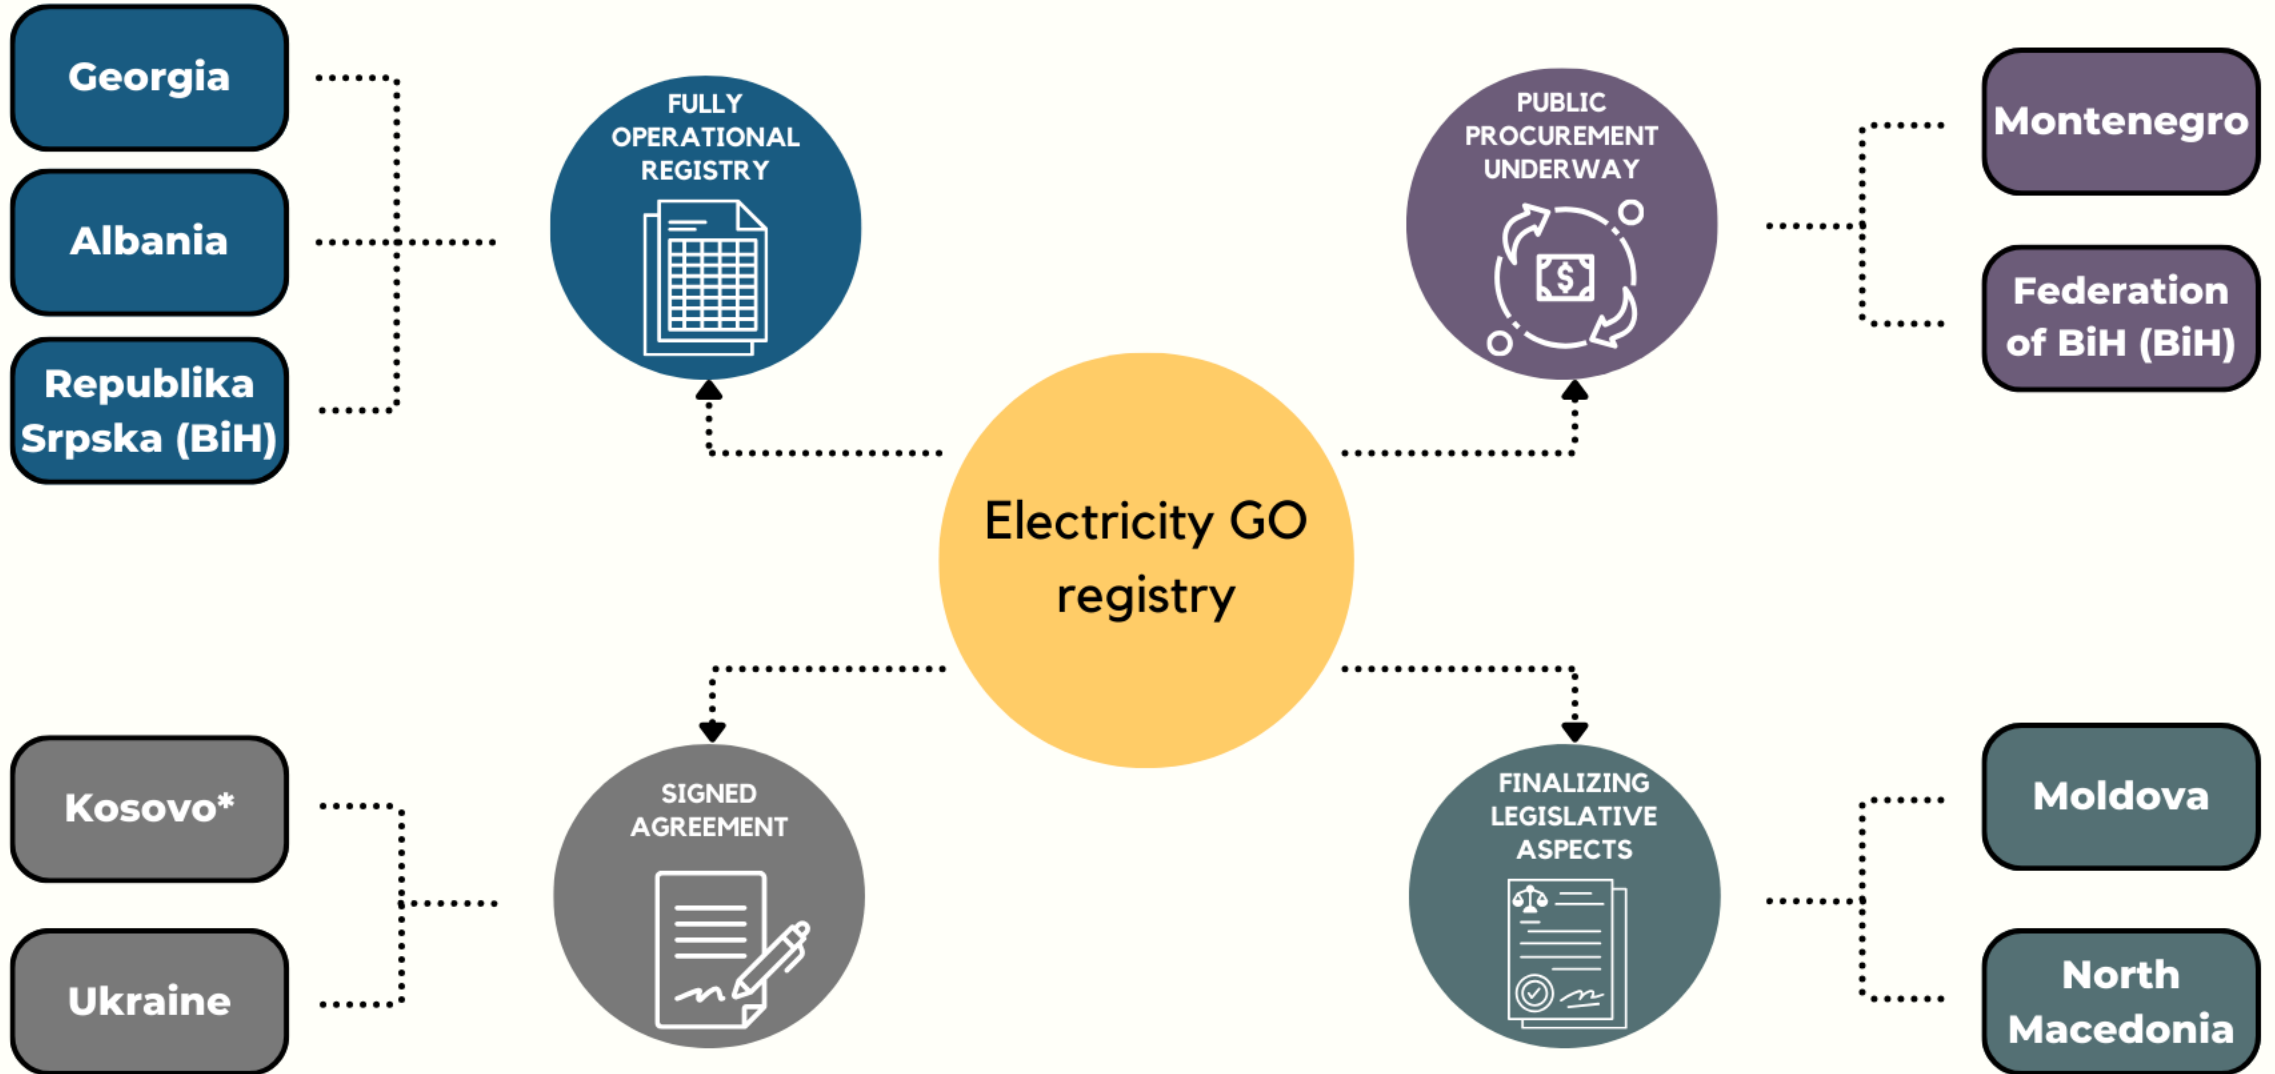 Georgia
Albania
Republika
Srpska (BiH)
FULLY
OPERATIONAL
REGISTRY
PUBLIC
PROCUREMENT
UNDERWAY
$
Montenegro
Federation
of BiH (BiH)
Electricity GO
registry
Kosovo*
Ukraine
SIGNED
AGREEMENT
FINALIZING
LEGISLATIVE
ASPECTS
Moldova
North
Macedonia